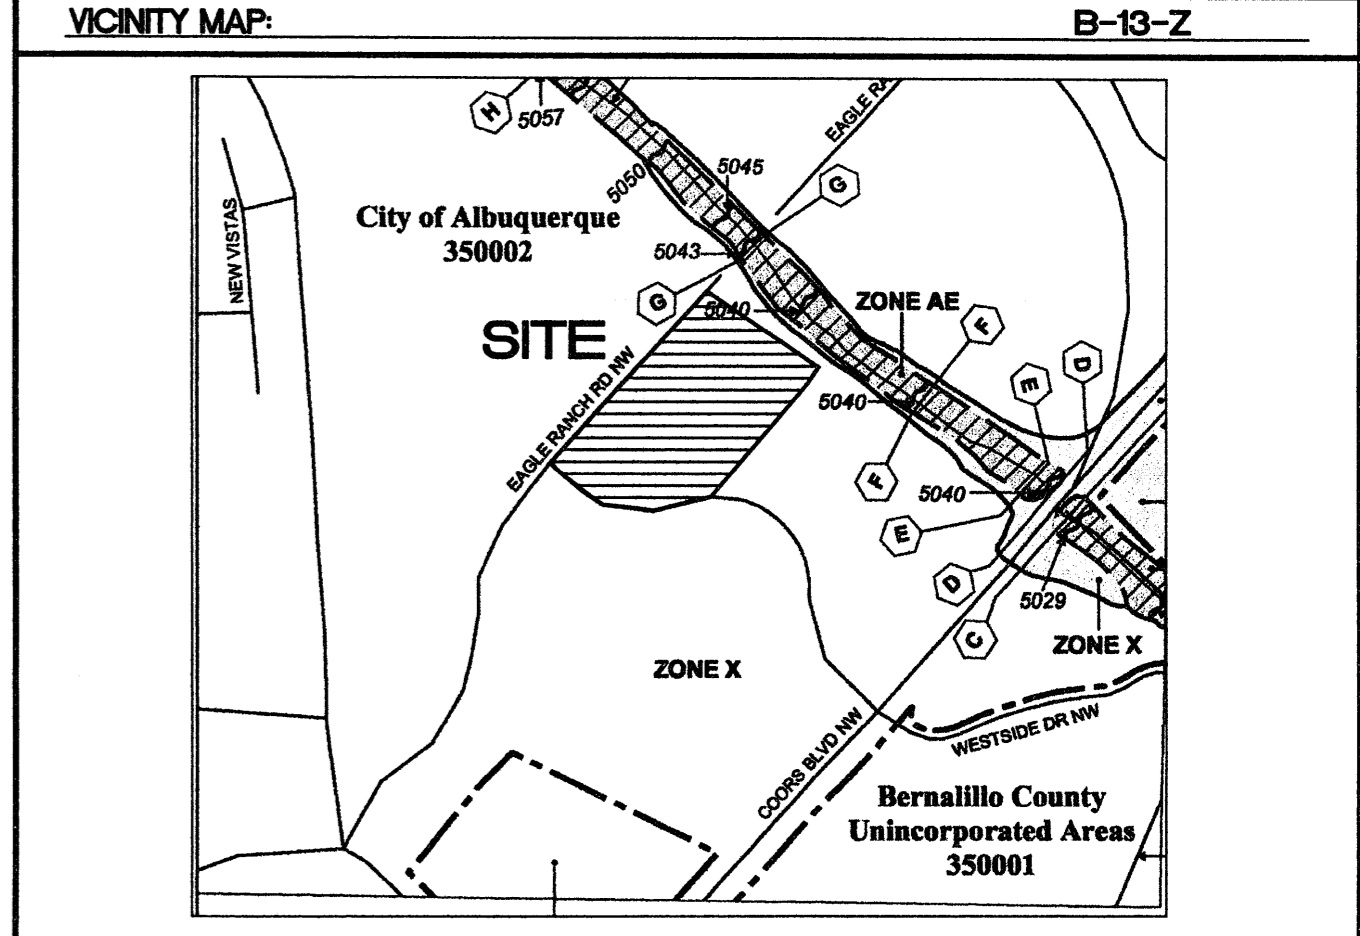 VICINITY MAP:
B-13-Z
H
5057
EAGLE RA
5045
5050
G
NEW VISTAS
City of Albuquerque
350002
5043
G
5040
ZONE AE
F
SITE
E
D
EAGLE RANCH RD NW
5040
F
5040
E
D
5029
C
ZONE X
ZONE X
COORS BLVD NW
WESTSIDE DR NW
Bernalillo County
Unincorporated Areas
350001